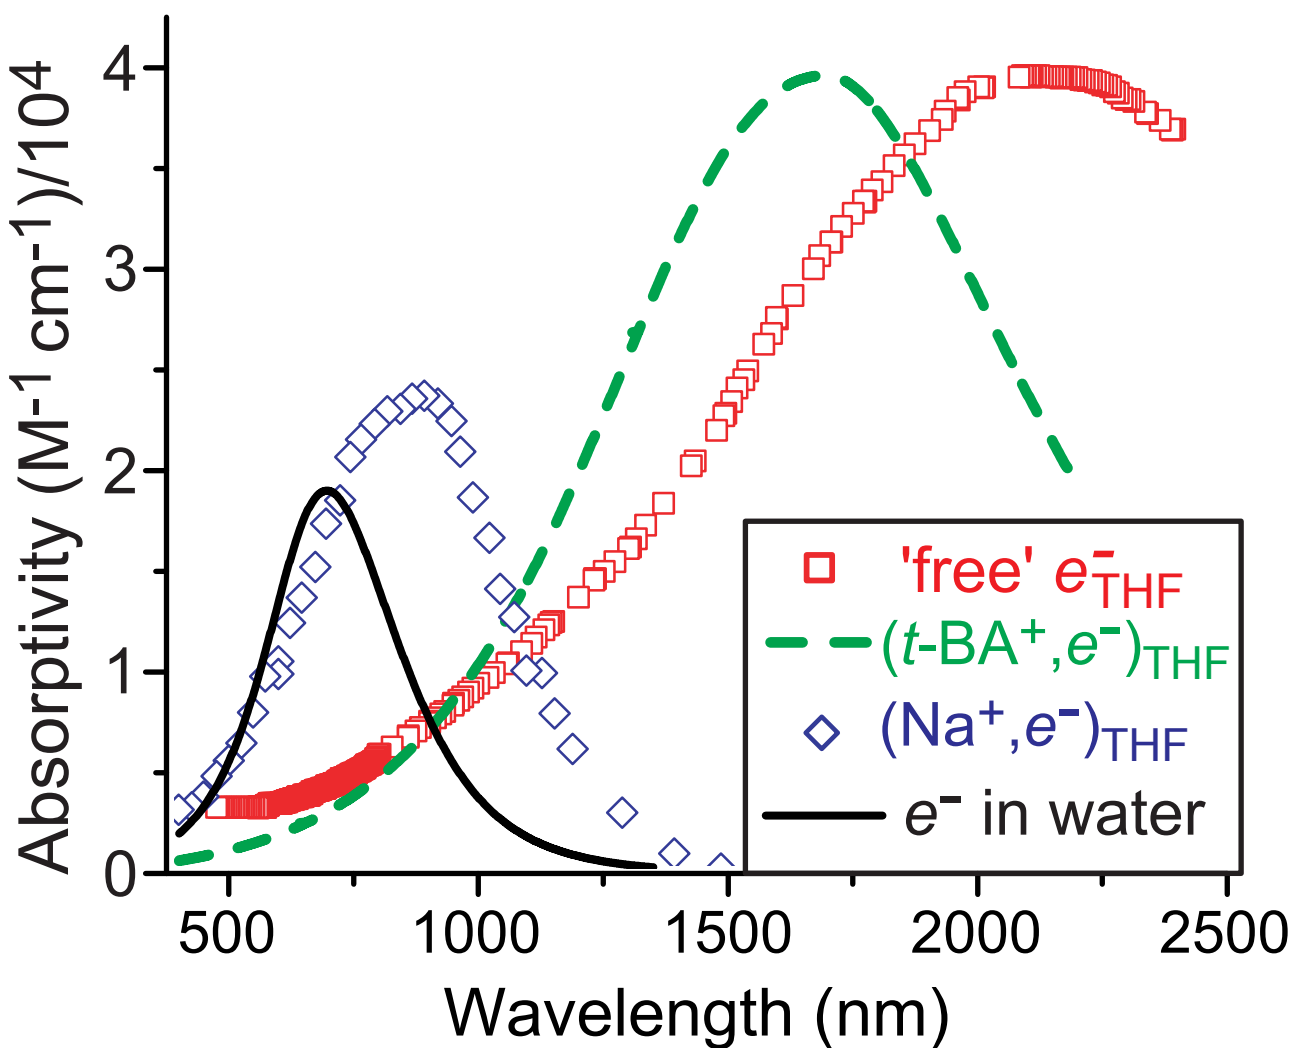 Absorptivity (M⁻¹ cm⁻¹)/10⁴
4
3
2
1
0
500 1000 1500 2000 2500
Wavelength (nm)
'free' e⁻THF
(t-BA⁺,e⁻)THF
(Na⁺,e⁻)THF
e⁻ in water